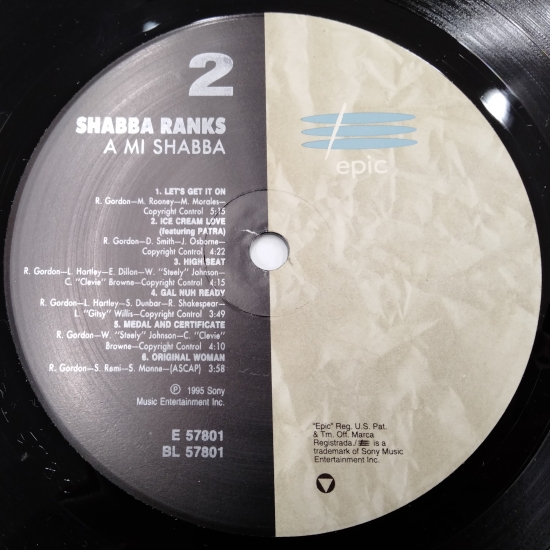 2
SHABBA RANKS
A MI SHABBA
1. LET'S GET IT ON
R. Gordon—M. Rooney—M. Morales—
Copyright Control 5:15
2. ICE CREAM LOVE
(featuring PATRA)
R. Gordon—D. Smith—J. Osborne—
Copyright Control 4:22
3. HIGH SEAT
R. Gordon—L. Hartley—E. Dillon—W. "Steely" Johnson—
C. "Clevie" Browne—Copyright Control 4:15
4. GAL NUH READY
R. Gordon—L. Hartley—S. Dunbar—R. Shakespear—
L. "Gitsy" Willis—Copyright Control 3:49
5. MEDAL AND CERTIFICATE
R. Gordon—W. "Steely" Johnson—C. "Clevie"
Browne—Copyright Control 4:10
6. ORIGINAL WOMAN
R. Gordon—S. Remi—S. Manne—(ASCAP) 3:58
℗ 1995 Sony
Music Entertainment Inc.
E 57801
BL 57801
epic
"Epic" Reg. U.S. Pat.
& Tm. Off. Marca
Registrada./ is a
trademark of Sony Music
Entertainment Inc.